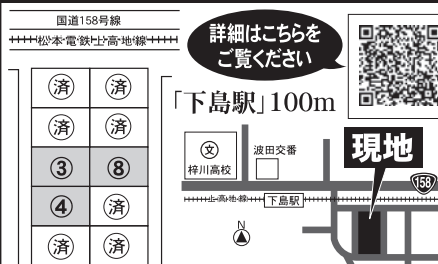 国道158号線
松本電鉄上高地線
済 済
済 済
③ ⑧
④ 済
済 済
詳細はこちらを
ご覧ください
「下島駅」100m
文
梓川高校
波田交番
現地
158
上高地線
下島駅
N